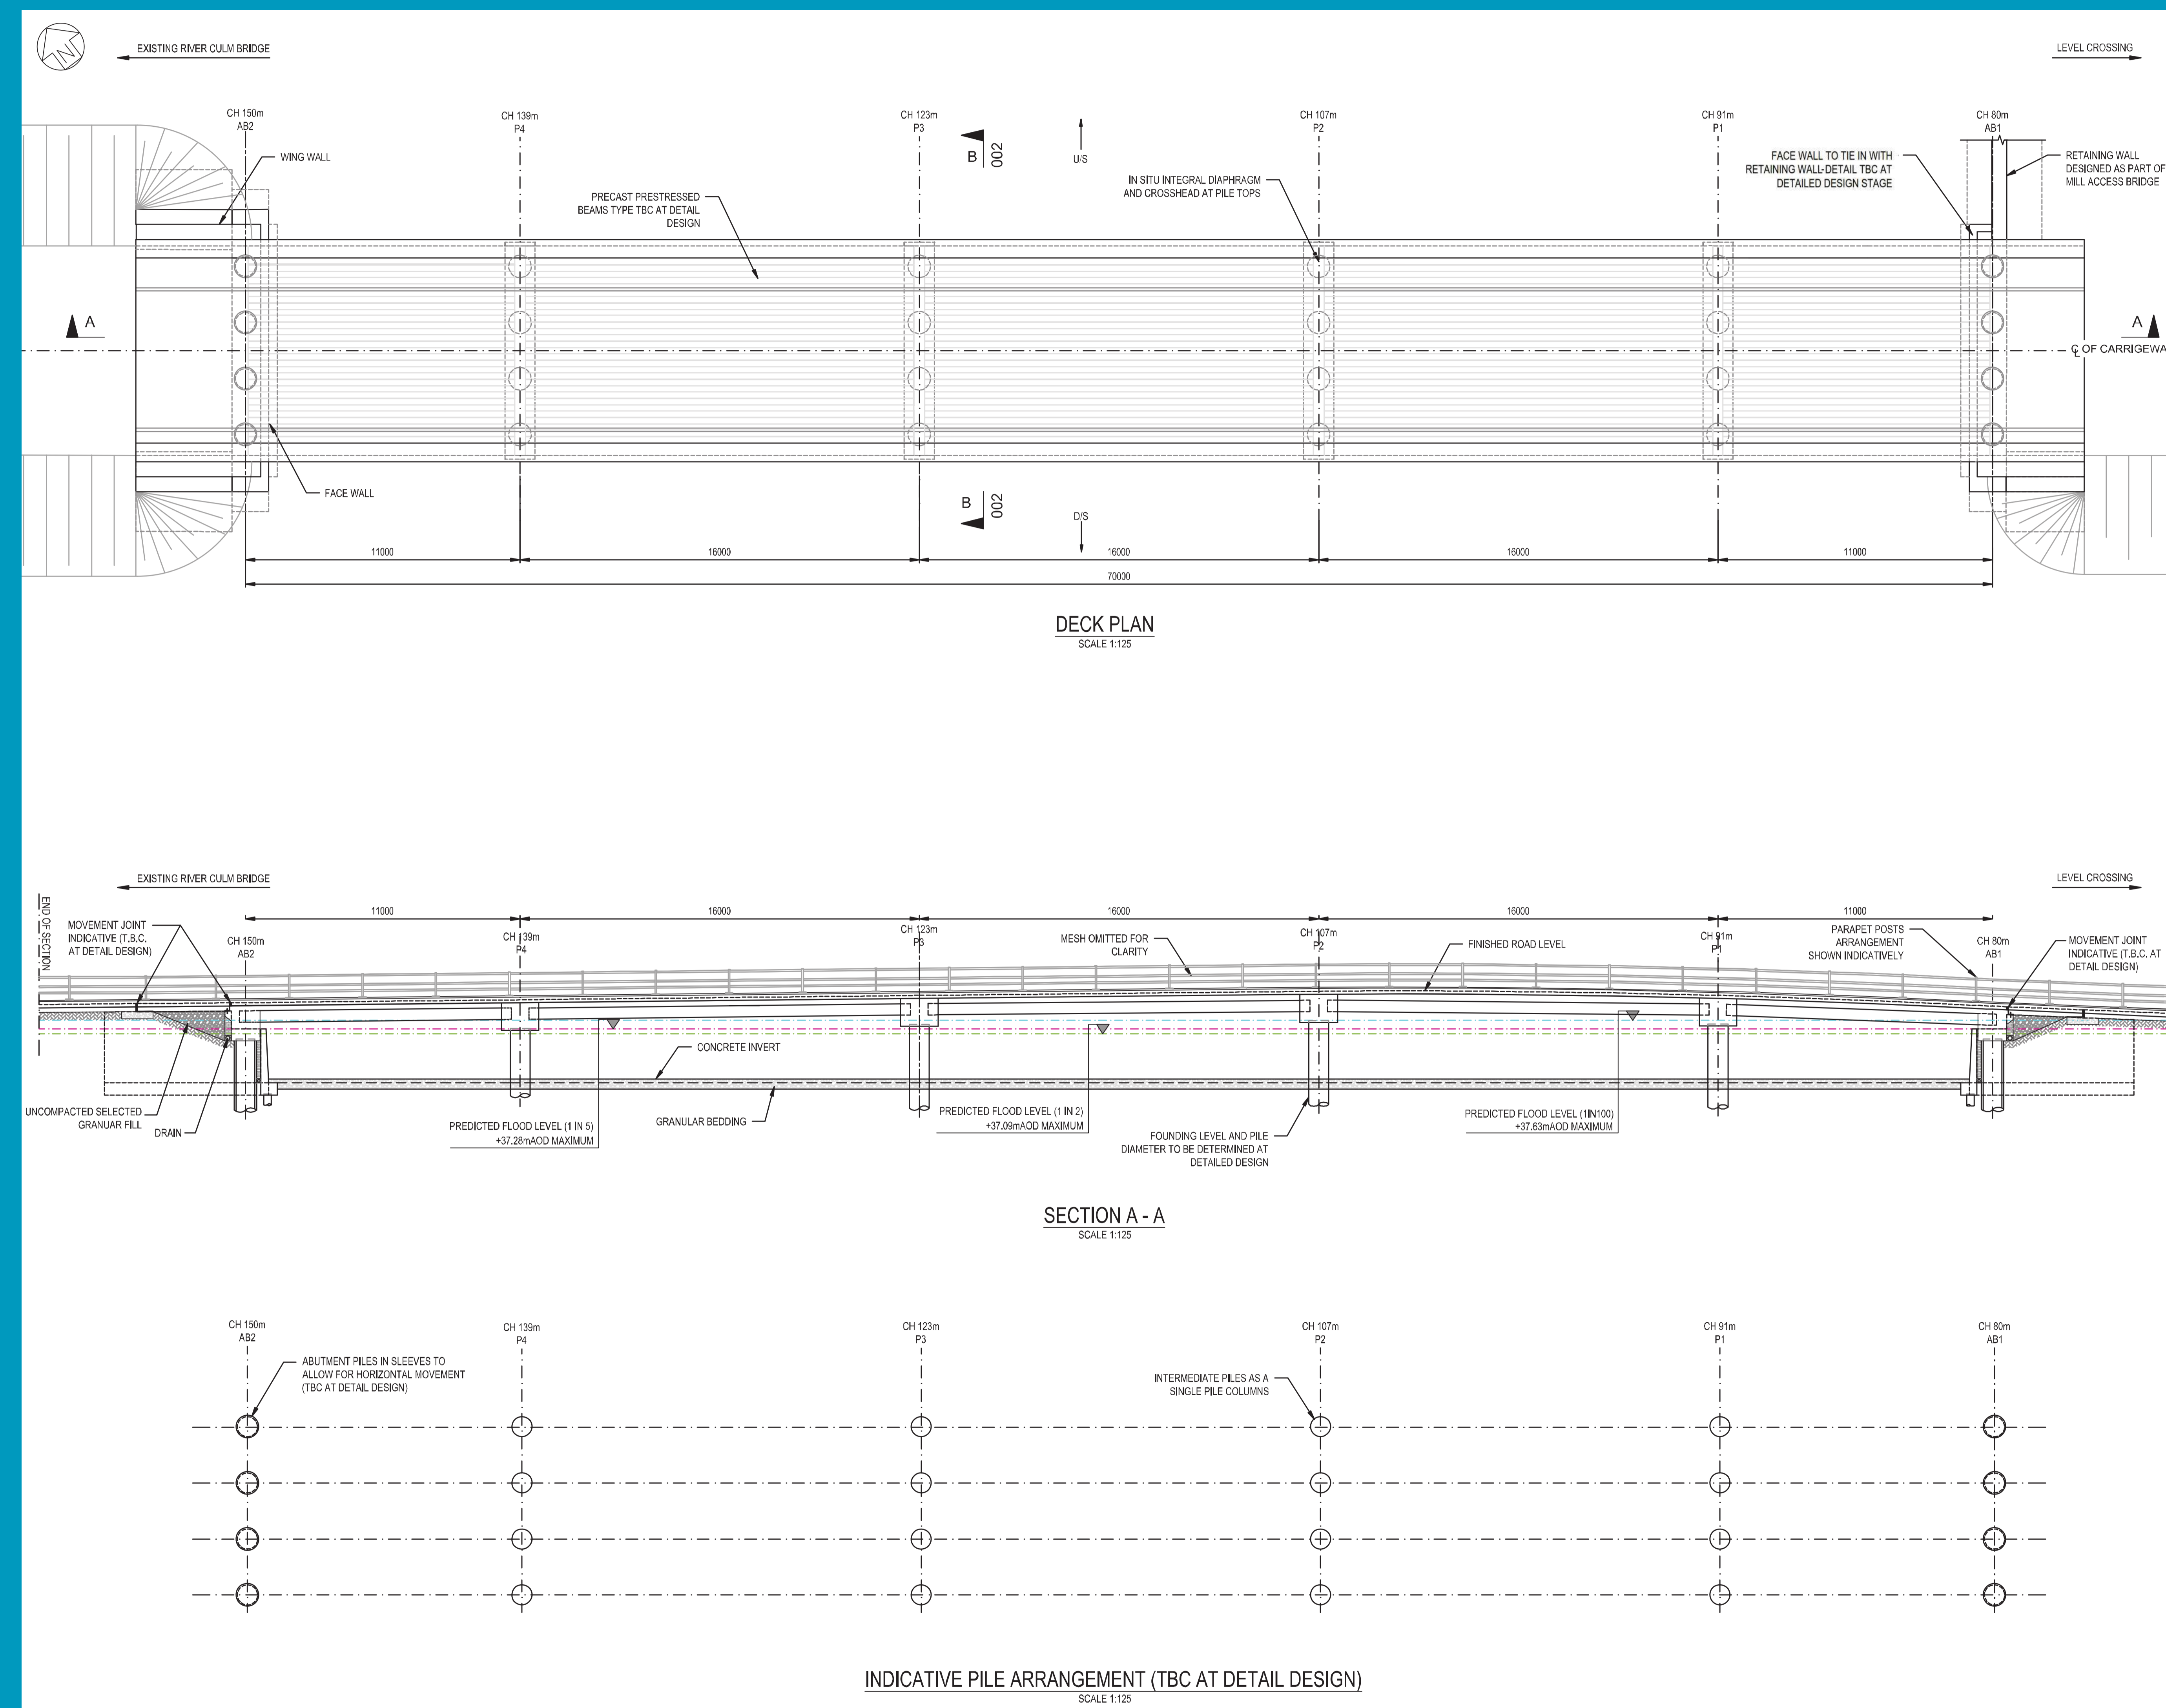 N
EXISTING RIVER CULM BRIDGE
LEVEL CROSSING
CH 150m
AB2
CH 139m
P4
CH 123m
P3
CH 107m
P2
CH 91m
P1
CH 80m
AB1
WING WALL
B
002
U/S
PRECAST PRESTRESSED
BEAMS TYPE TBC AT DETAIL
DESIGN
IN SITU INTEGRAL DIAPHRAGM
AND CROSSHEAD AT PILE TOPS
FACE WALL TO TIE IN WITH
RETAINING WALL-DETAIL TBC AT
DETAILED DESIGN STAGE
RETAINING WALL
DESIGNED AS PART OF
MILL ACCESS BRIDGE
A
A
℄ OF CARRIGEWA
FACE WALL
B
002
D/S
11000
16000
16000
16000
11000
70000
DECK PLAN
SCALE 1:125
EXISTING RIVER CULM BRIDGE
LEVEL CROSSING
END OF SECTION
11000
16000
16000
16000
11000
MOVEMENT JOINT
INDICATIVE (T.B.C.
AT DETAIL DESIGN)
CH 150m
AB2
CH 139m
P4
CH 123m
P3
MESH OMITTED FOR
CLARITY
CH 107m
P2
FINISHED ROAD LEVEL
CH 91m
P1
PARAPET POSTS
ARRANGEMENT
SHOWN INDICATIVELY
CH 80m
AB1
MOVEMENT JOINT
INDICATIVE (T.B.C. AT
DETAIL DESIGN)
CONCRETE INVERT
UNCOMPACTED SELECTED
GRANUAR FILL
DRAIN
PREDICTED FLOOD LEVEL (1 IN 5)
+37.28mAOD MAXIMUM
GRANULAR BEDDING
PREDICTED FLOOD LEVEL (1 IN 2)
+37.09mAOD MAXIMUM
FOUNDING LEVEL AND PILE
DIAMETER TO BE DETERMINED AT
DETAILED DESIGN
PREDICTED FLOOD LEVEL (1IN100)
+37.63mAOD MAXIMUM
SECTION A - A
SCALE 1:125
CH 150m
AB2
CH 139m
P4
CH 123m
P3
CH 107m
P2
CH 91m
P1
CH 80m
AB1
ABUTMENT PILES IN SLEEVES TO
ALLOW FOR HORIZONTAL MOVEMENT
(TBC AT DETAIL DESIGN)
INTERMEDIATE PILES AS A
SINGLE PILE COLUMNS
INDICATIVE PILE ARRANGEMENT (TBC AT DETAIL DESIGN)
SCALE 1:125